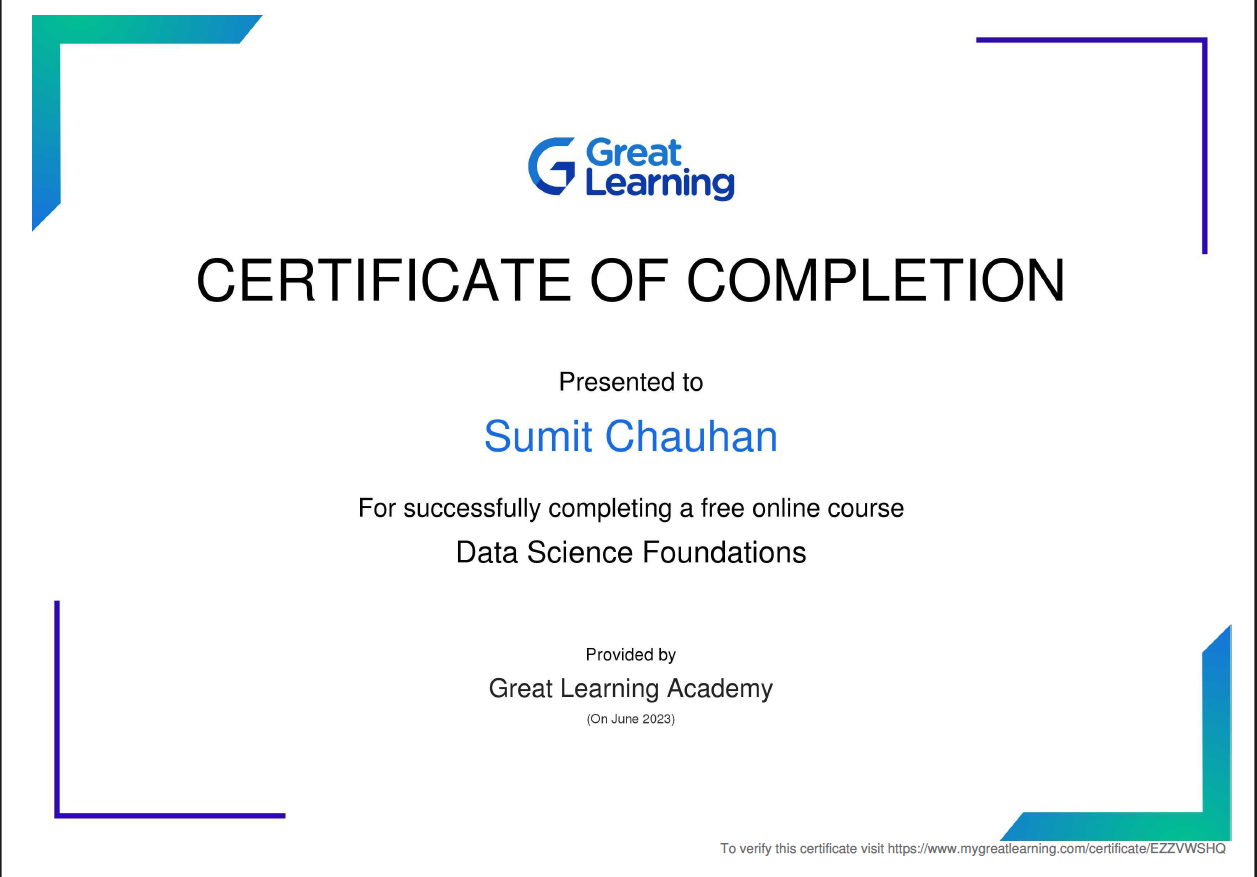 Great
Learning
CERTIFICATE OF COMPLETION
Presented to
Sumit Chauhan
For successfully completing a free online course
Data Science Foundations
Provided by
Great Learning Academy
(On June 2023)
To verify this certificate visit https://www.mygreatlearning.com/certificate/EZZVWSHQ